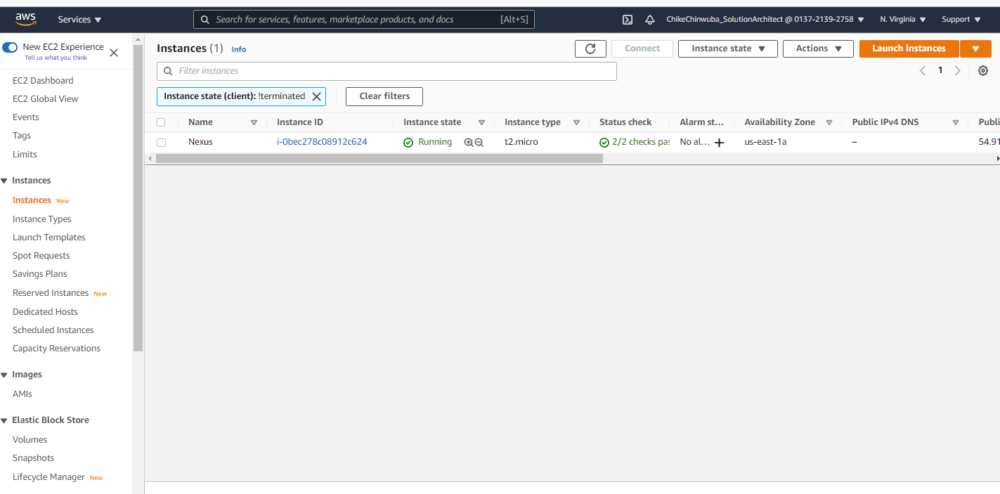 aws Services Search for services, features, marketplace products, and docs [Alt+S] ChikeChinwuba_SolutionArchitect @ 0137-2139-2758 N. Virginia Support
New EC2 Experience
Tell us what you think
EC2 Dashboard
EC2 Global View
Events
Tags
Limits
Instances
Instances New
Instance Types
Launch Templates
Spot Requests
Savings Plans
Reserved Instances New
Dedicated Hosts
Scheduled Instances
Capacity Reservations
Images
AMIs
Elastic Block Store
Volumes
Snapshots
Lifecycle Manager New
Instances (1) Info Connect Instance state Actions Launch instances
Filter instances 1
Instance state (client): !terminated Clear filters
Name Instance ID Instance state Instance type Status check Alarm st... Availability Zone Public IPv4 DNS Publi
Nexus i-0bec278c08912c624 Running t2.micro 2/2 checks pas No al... us-east-1a – 54.91